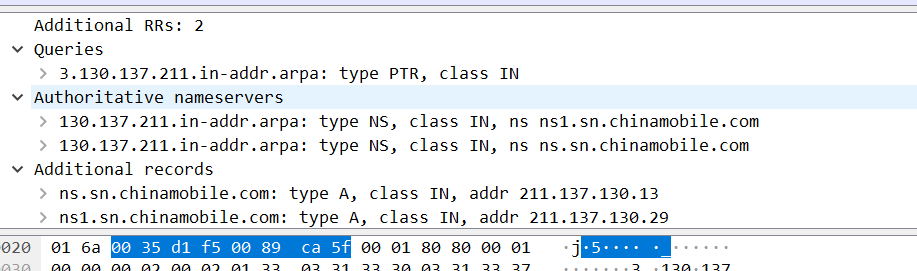 Additional RRs: 2
Queries
3.130.137.211.in-addr.arpa: type PTR, class IN
Authoritative nameservers
130.137.211.in-addr.arpa: type NS, class IN, ns ns1.sn.chinamobile.com
130.137.211.in-addr.arpa: type NS, class IN, ns ns.sn.chinamobile.com
Additional records
ns.sn.chinamobile.com: type A, class IN, addr 211.137.130.13
ns1.sn.chinamobile.com: type A, class IN, addr 211.137.130.29
0020 01 6a 00 35 d1 f5 00 89 ca 5f 00 01 80 80 00 01 ·j·5···· ·_······